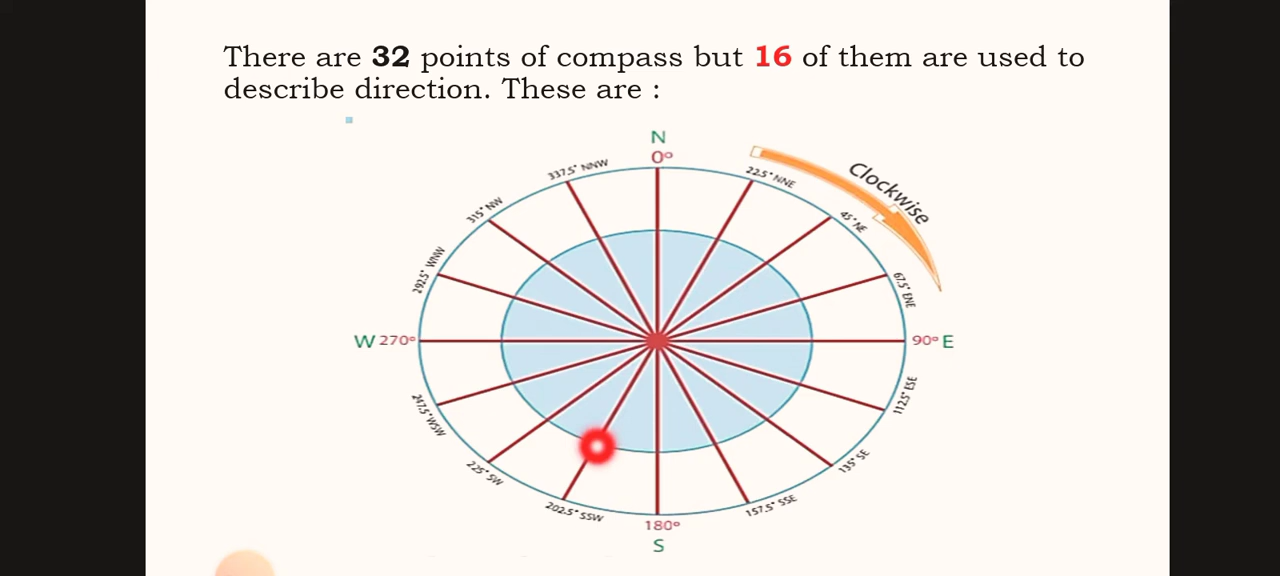 There are 32 points of compass but 16 of them are used to
describe direction. These are :
N
0°
337.5° NNW
22.5° NNE
Clockwise
315° NW
45° NE
292.5° WNW
67.5° ENE
W 270°
90° E
247.5° WSW
112.5° ESE
225° SW
135° SE
202.5° SSW
157.5° SSE
180°
S